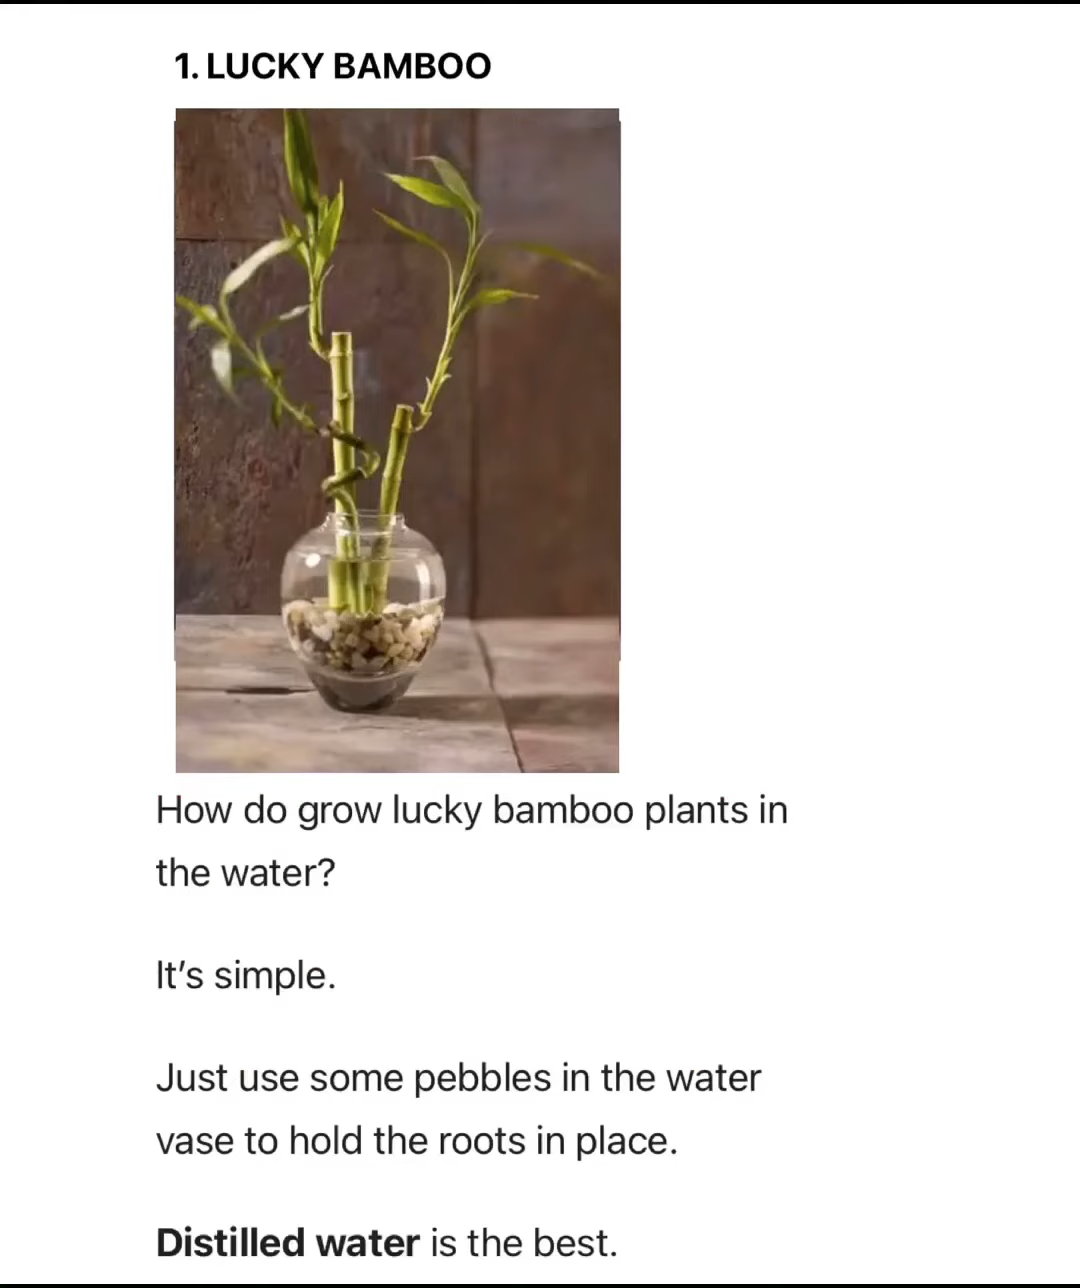 1. LUCKY BAMBOO
How do grow lucky bamboo plants in
the water?
It's simple.
Just use some pebbles in the water
vase to hold the roots in place.
Distilled water is the best.